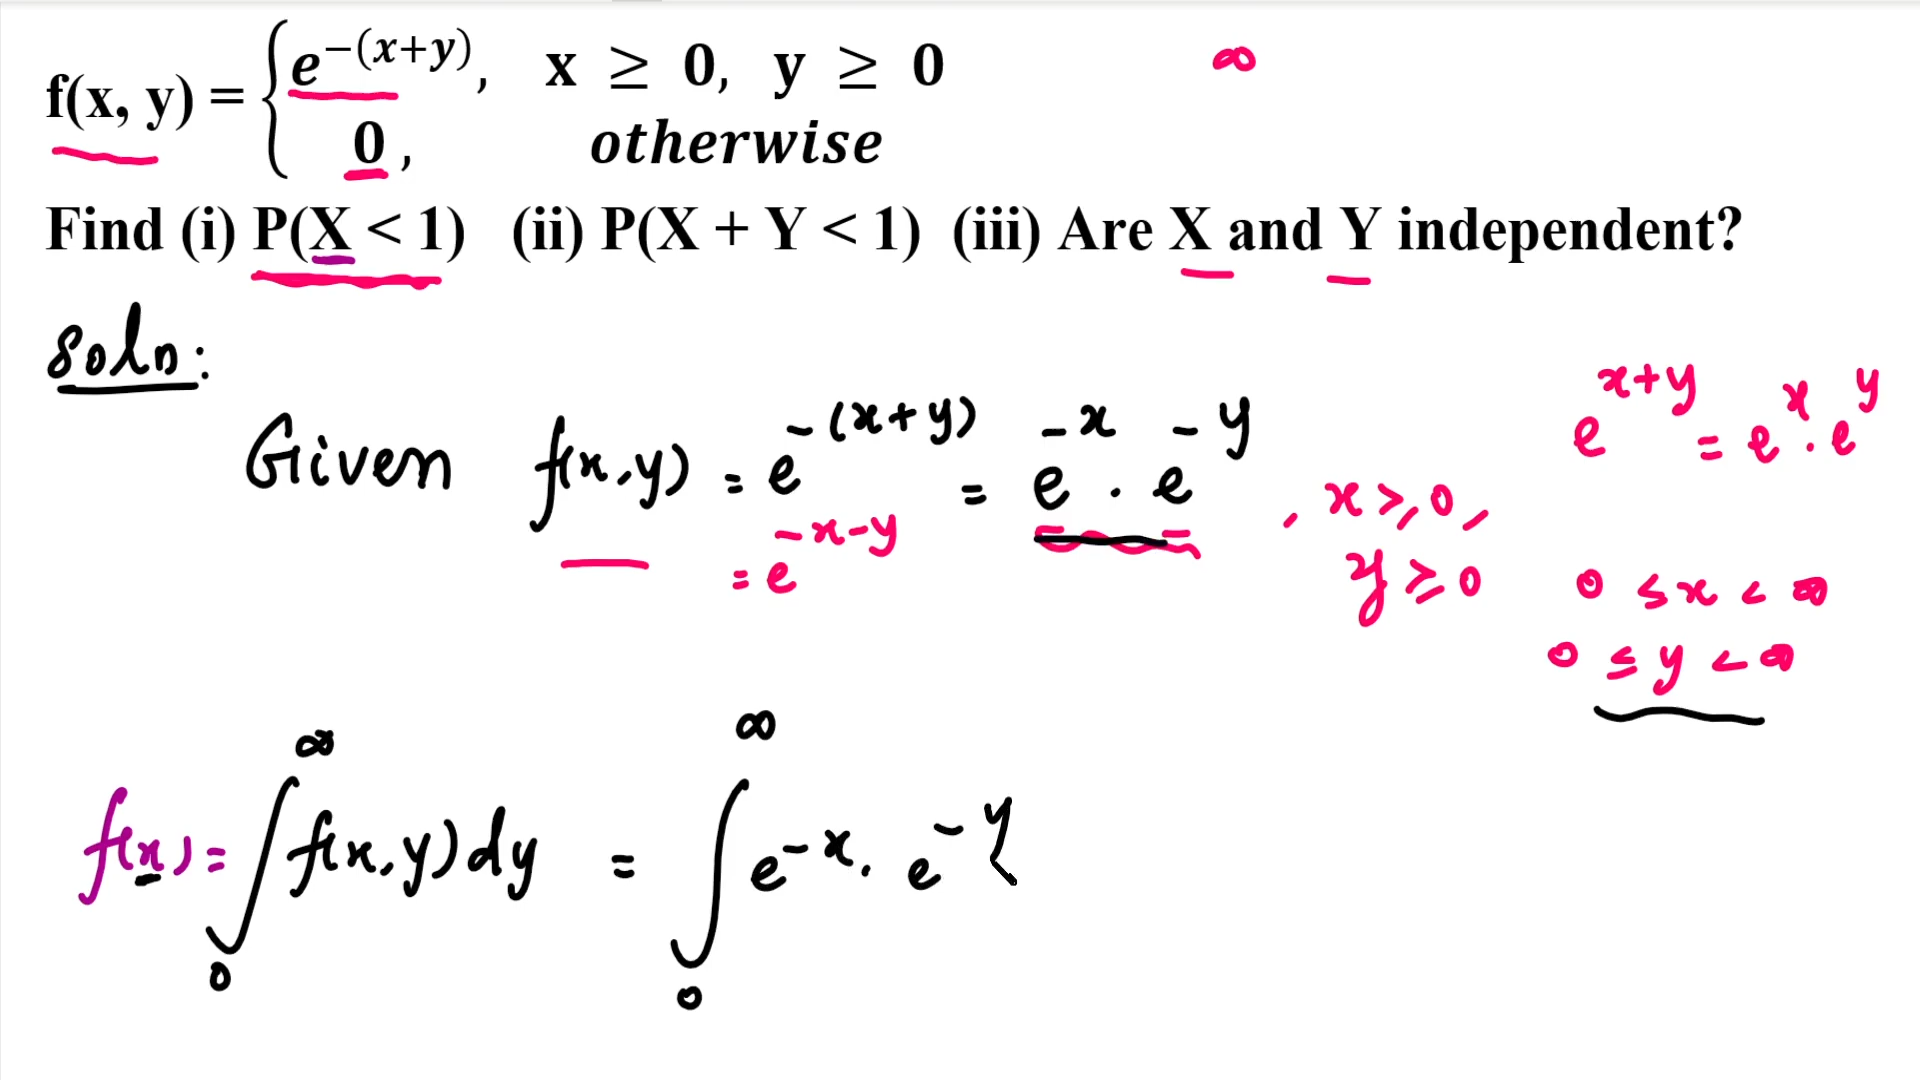 f(x, y) = { e^{-(x+y)}, x ≥ 0, y ≥ 0
0, otherwise
∞
Find (i) P(X < 1) (ii) P(X + Y < 1) (iii) Are X and Y independent?
Soln:
e^{x+y} = e^x . e^y
Given f(x,y) = e^{-(x+y)} = e^{-x} . e^{-y} , x ≥ 0,
= e^{-x-y}
y ≥ 0
0 ≤ x < ∞
0 ≤ y < ∞
f(x) = ∫_0^∞ f(x,y) dy = ∫_0^∞ e^{-x} . e^{-y}